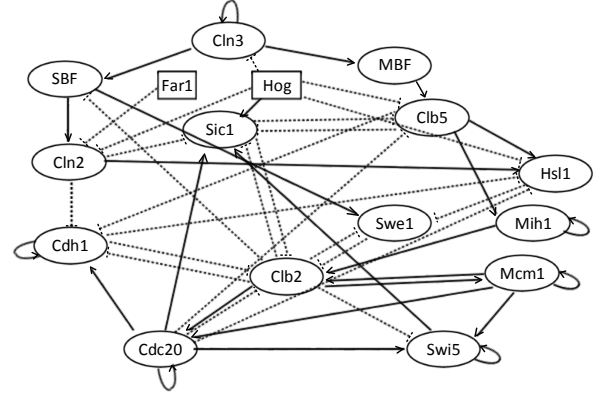 Cln3
MBF
SBF
Far1
Hog
Clb5
Sic1
Cln2
Hsl1
Swe1
Mih1
Cdh1
Clb2
Mcm1
Cdc20
Swi5